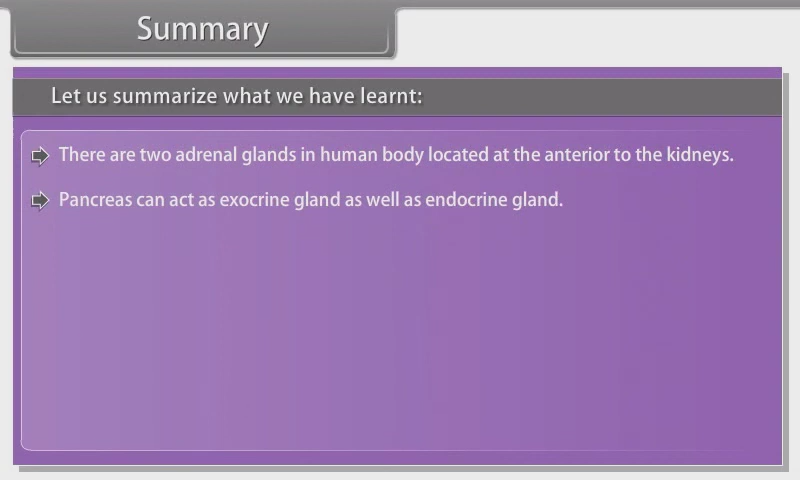 Summary
Let us summarize what we have learnt:
There are two adrenal glands in human body located at the anterior to the kidneys.
Pancreas can act as exocrine gland as well as endocrine gland.